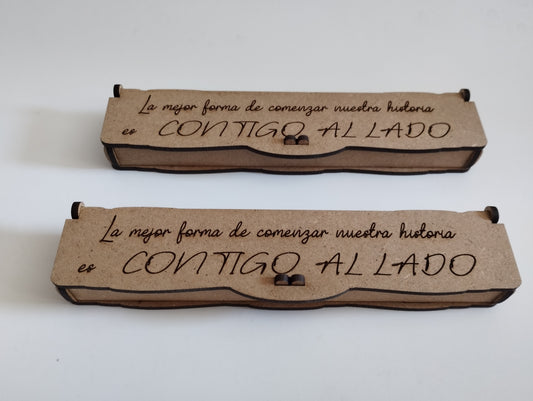 La mejor forma de comenzar nuestra historia
es CONTIGO AL LADO
La mejor forma de comenzar nuestra historia
es CONTIGO AL LADO